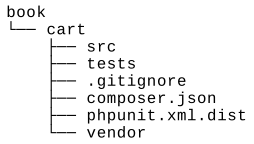 book
└── cart
    ├── src
    ├── tests
    ├── .gitignore
    ├── composer.json
    ├── phpunit.xml.dist
    └── vendor